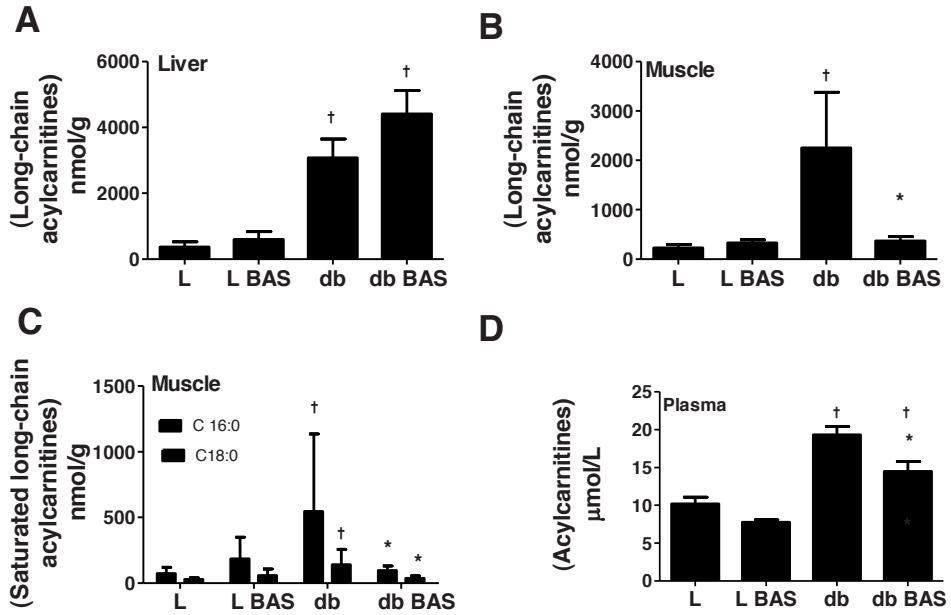 A
Liver
(Long-chain
acylcarnitines)
nmol/g
6000
4000
2000
0
†
†
L
L BAS
db
db BAS
B
Muscle
(Long-chain
acylcarnitines)
nmol/g
4000
3000
2000
1000
0
†
*
L
L BAS
db
db BAS
C
Muscle
(Saturated long-chain
acylcarnitines)
nmol/g
1500
1000
500
0
C 16:0
C18:0
†
†
*
*
L
L BAS
db
db BAS
D
Plasma
(Acylcarnitines)
μmol/L
25
20
15
10
5
0
†
†
*
*
L
L BAS
db
db BAS